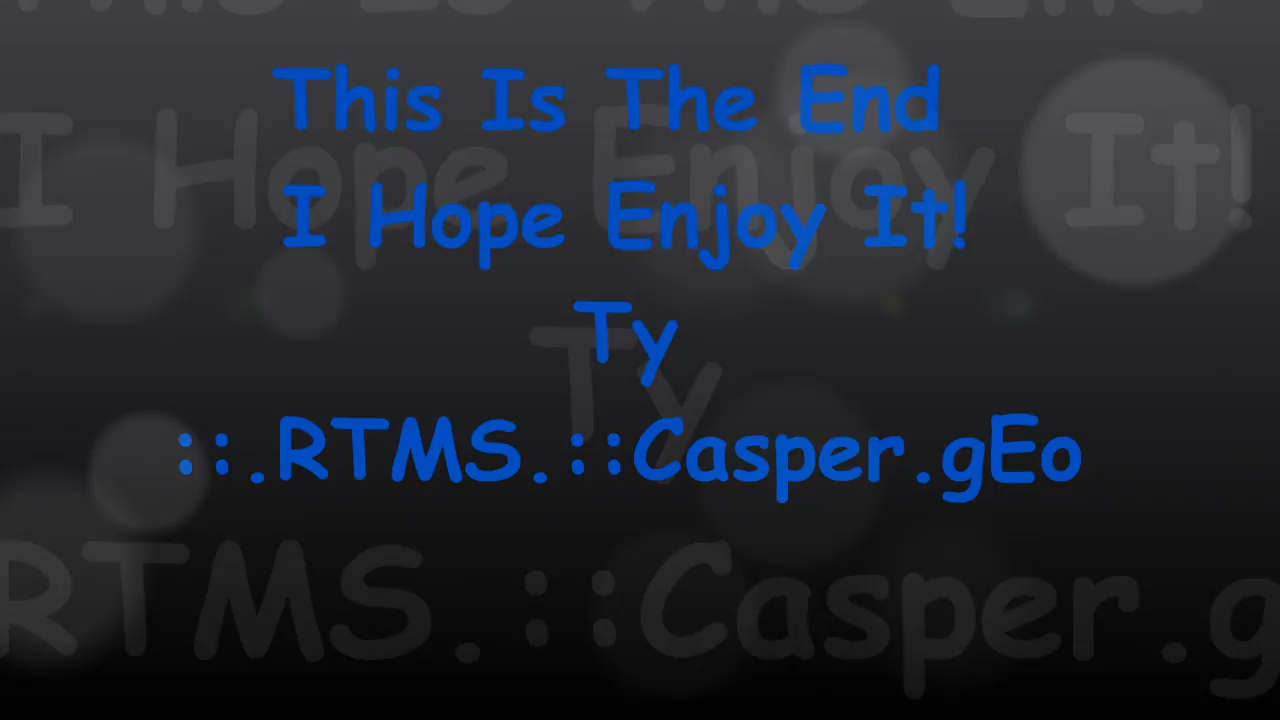 This Is The End
I Hope Enjoy It!
Ty
::.RTMS.::Casper.gEo